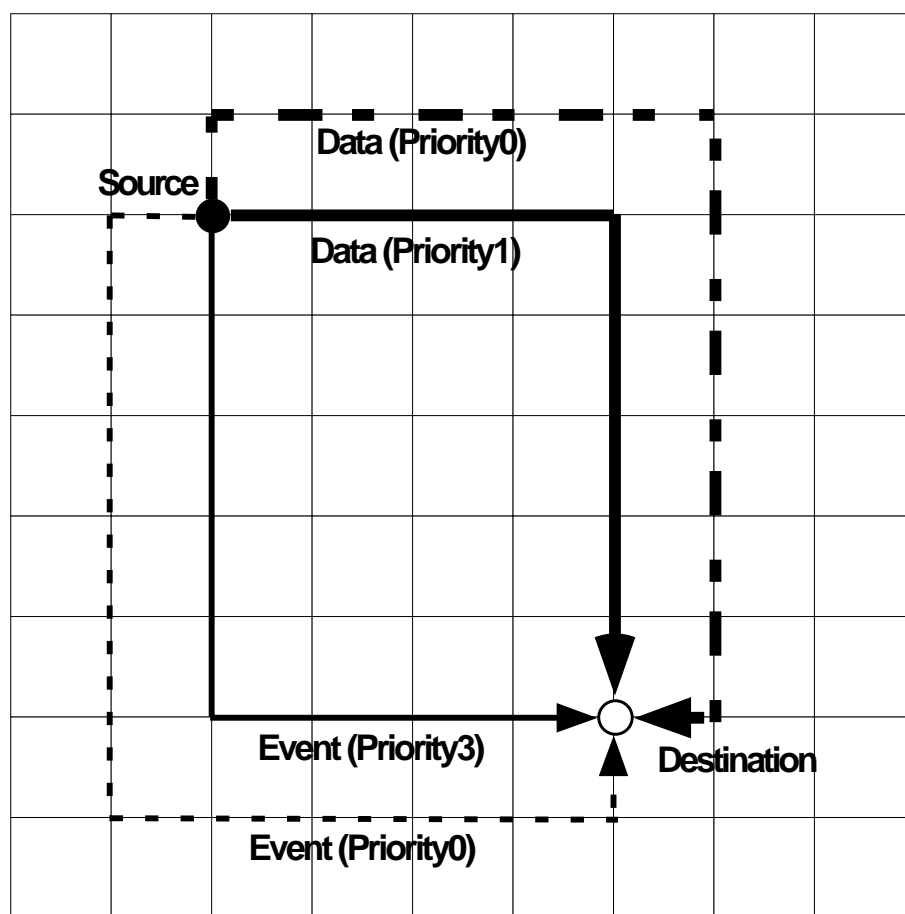 Data (Priority0)
Source
Data (Priority1)
Event (Priority3)
Destination
Event (Priority0)